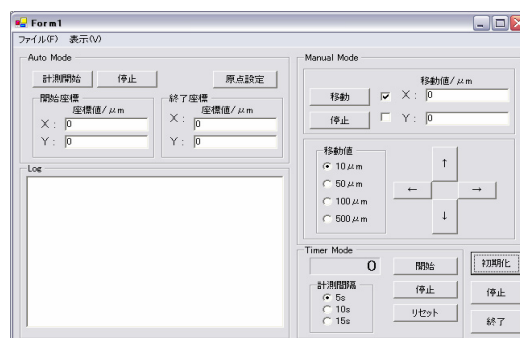 Form1
ファイル(F) 表示(V)
Auto Mode
計測開始 停止 原点設定
開始座標
座標値/μm
X: 0
Y: 0
終了座標
座標値/μm
X: 0
Y: 0
Log
Manual Mode
移動値/μm
移動 X: 0
停止 Y: 0
移動値
10μm
50μm
100μm
500μm
↑
← →
↓
Timer Mode
0 開始
計測間隔
5s
10s
15s
停止
リセット
初期化
停止
終了